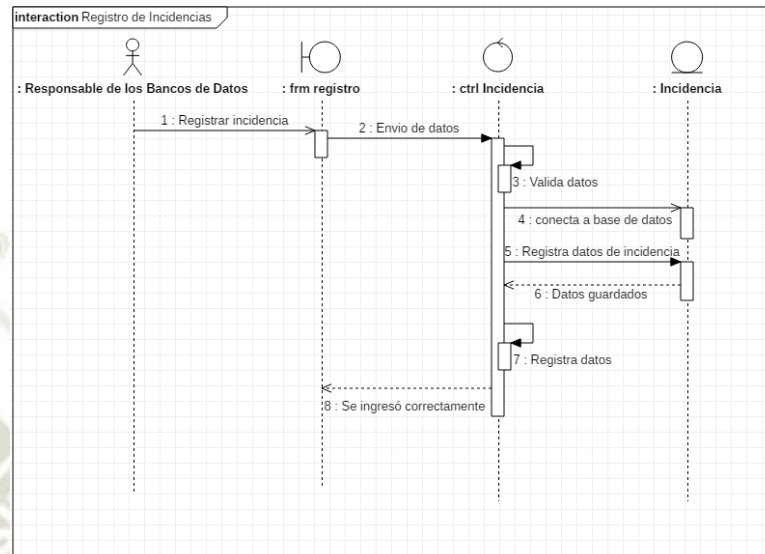 interaction Registro de Incidencias
: Responsable de los Bancos de Datos
: frm registro
: ctrl Incidencia
: Incidencia
1 : Registrar incidencia
2 : Envio de datos
3 : Valida datos
4 : conecta a base de datos
5 : Registra datos de incidencia
6 : Datos guardados
7 : Registra datos
8 : Se ingresó correctamente